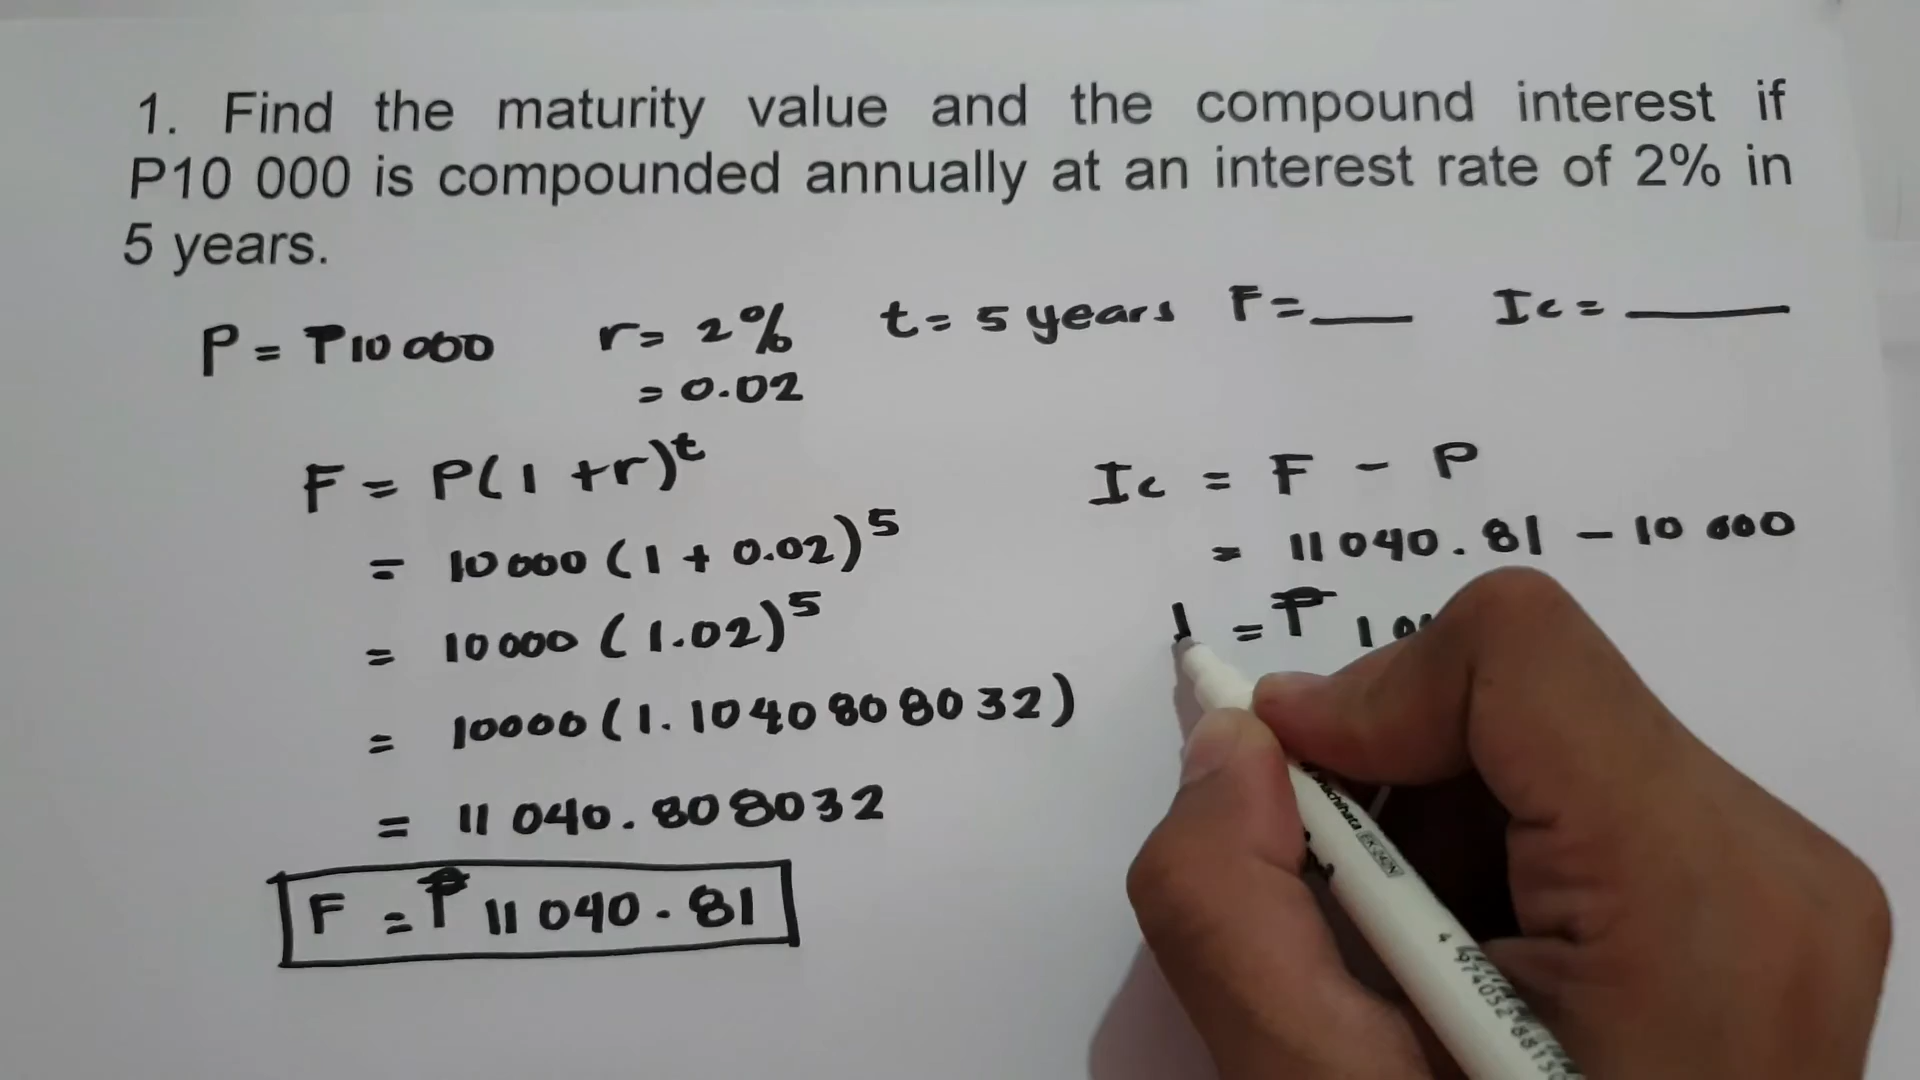 1. Find the maturity value and the compound interest if
P10 000 is compounded annually at an interest rate of 2% in
5 years.
P = ₱10 000 r = 2% t = 5 years F = ___ Ic = ___
= 0.02
F = P(1 + r)^t
= 10 000 (1 + 0.02)^5
= 10 000 (1.02)^5
= 10000 (1.1040808032)
= 11 040.808032
F = ₱ 11 040.81
Ic = F - P
= 11 040.81 - 10 000
I = ₱ 1 0